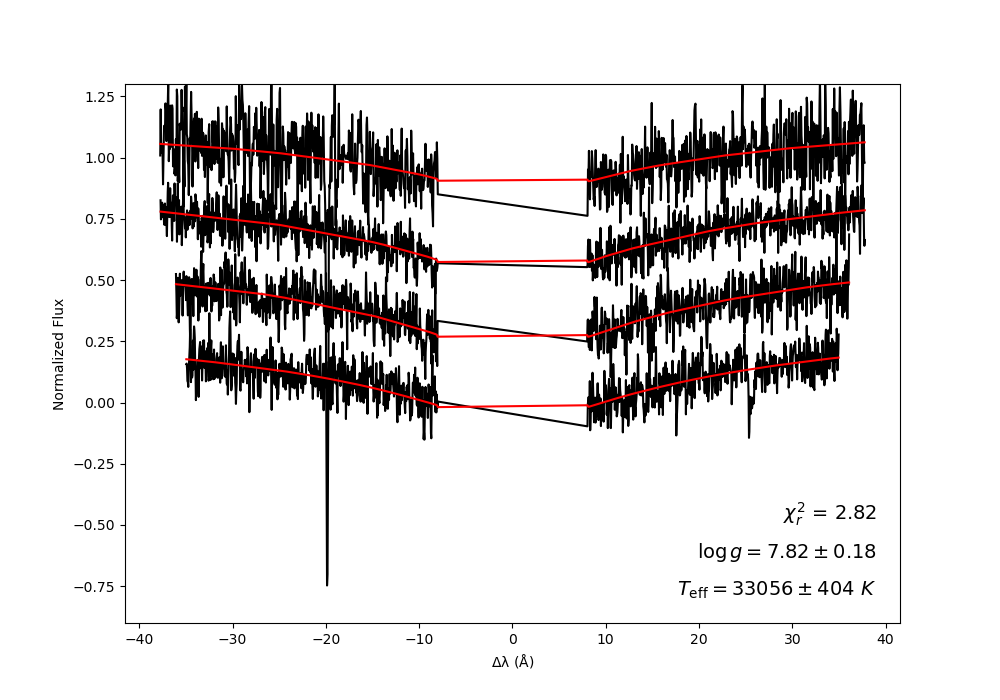 1.25
1.00
0.75
0.50
0.25
0.00
−0.25
−0.50
−0.75
Normalized Flux
χ²ᵣ = 2.82
log g = 7.82 ± 0.18
T_eff = 33056 ± 404 K
−40 −30 −20 −10 0 10 20 30 40
Δλ (Å)